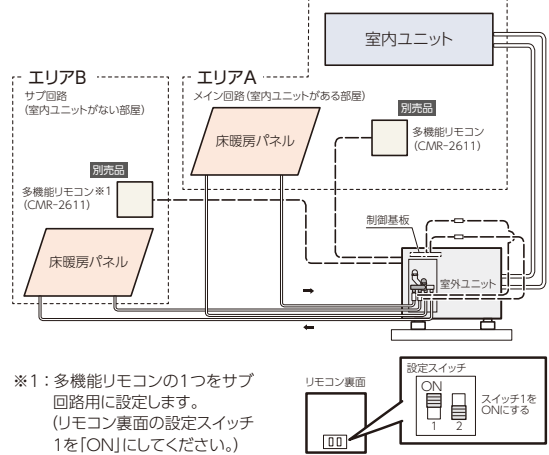 室内ユニット
エリアB
サブ回路
(室内ユニットがない部屋)
エリアA
メイン回路(室内ユニットがある部屋)
別売品
多機能リモコン
(CMR-2611)
床暖房パネル
別売品
多機能リモコン※1
(CMR-2611)
床暖房パネル
制御基板
室外ユニット
※1:多機能リモコンの1つをサブ
回路用に設定します。
(リモコン裏面の設定スイッチ
1を「ON」にしてください。)
リモコン裏面
設定スイッチ
ON
1 2
スイッチ1を
ONにする